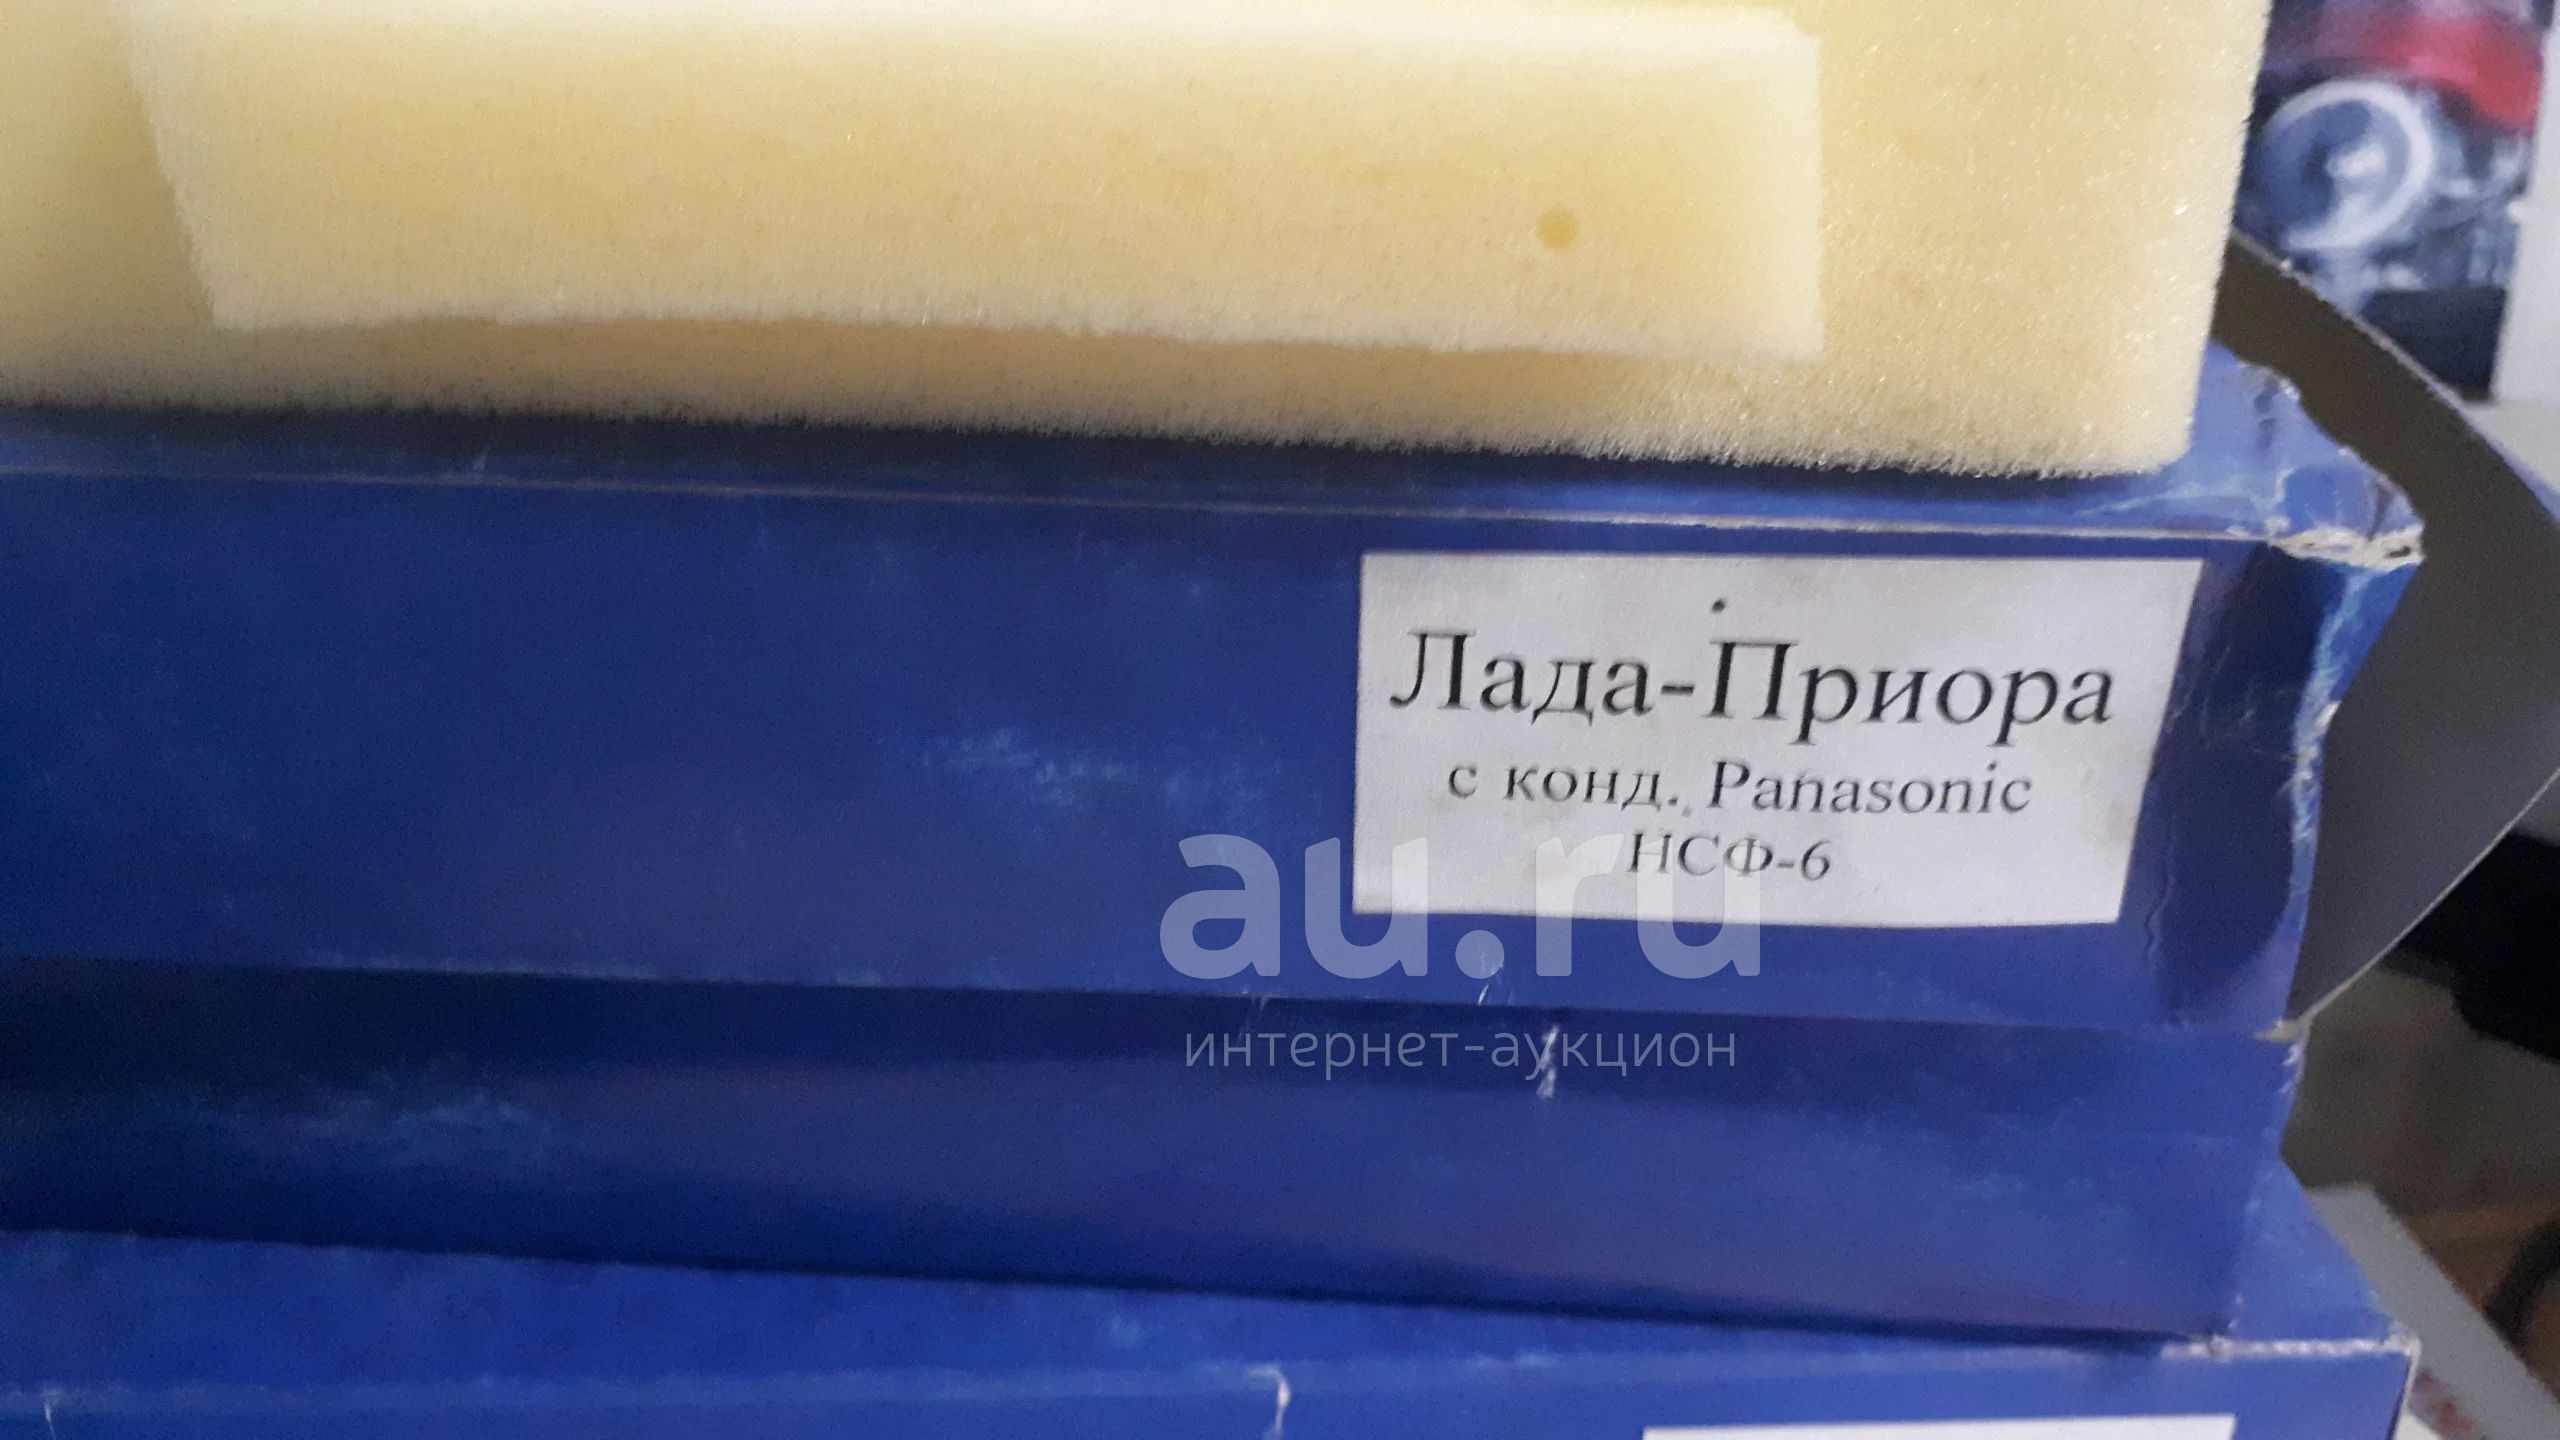 Лада-Приора
с конд. Panasonic
НСФ-6
au.ru
интернет-аукцион